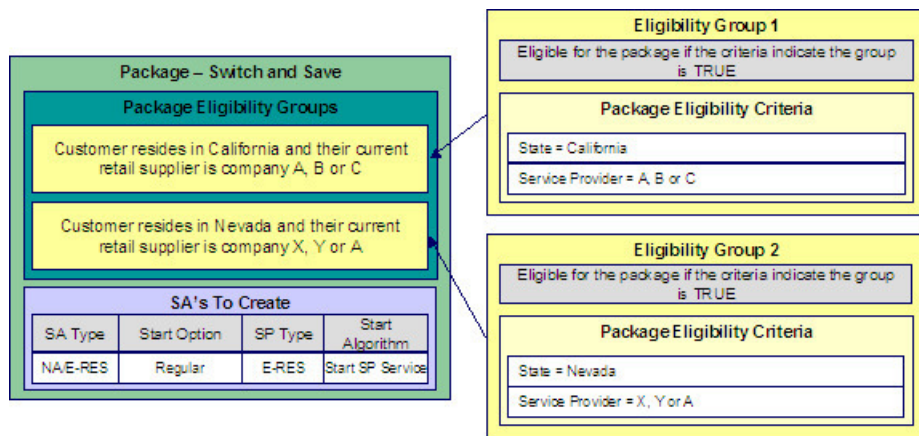 Package – Switch and Save
Package Eligibility Groups
Customer resides in California and their current
retail supplier is company A, B or C
Customer resides in Nevada and their current
retail supplier is company X, Y or A
SA's To Create
SA Type
Start Option
SP Type
Start
Algorithm
NA/E-RES
Regular
E-RES
Start SP Service
Eligibility Group 1
Eligible for the package if the criteria indicate the group
is TRUE
Package Eligibility Criteria
State = California
Service Provider = A, B or C
Eligibility Group 2
Eligible for the package if the criteria indicate the group
is TRUE
Package Eligibility Criteria
State = Nevada
Service Provider = X, Y or A